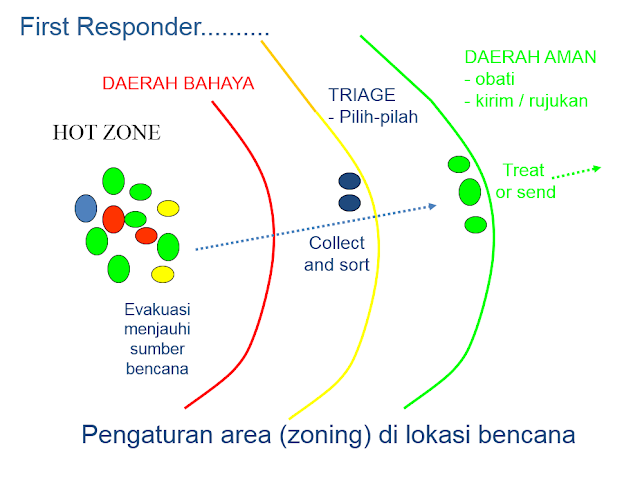 First Responder..........
DAERAH BAHAYA
HOT ZONE
TRIAGE
- Pilih-pilah
DAERAH AMAN
- obati
- kirim / rujukan
Treat
or send
Collect
and sort
Evakuasi
menjauhi
sumber
bencana
Pengaturan area (zoning) di lokasi bencana